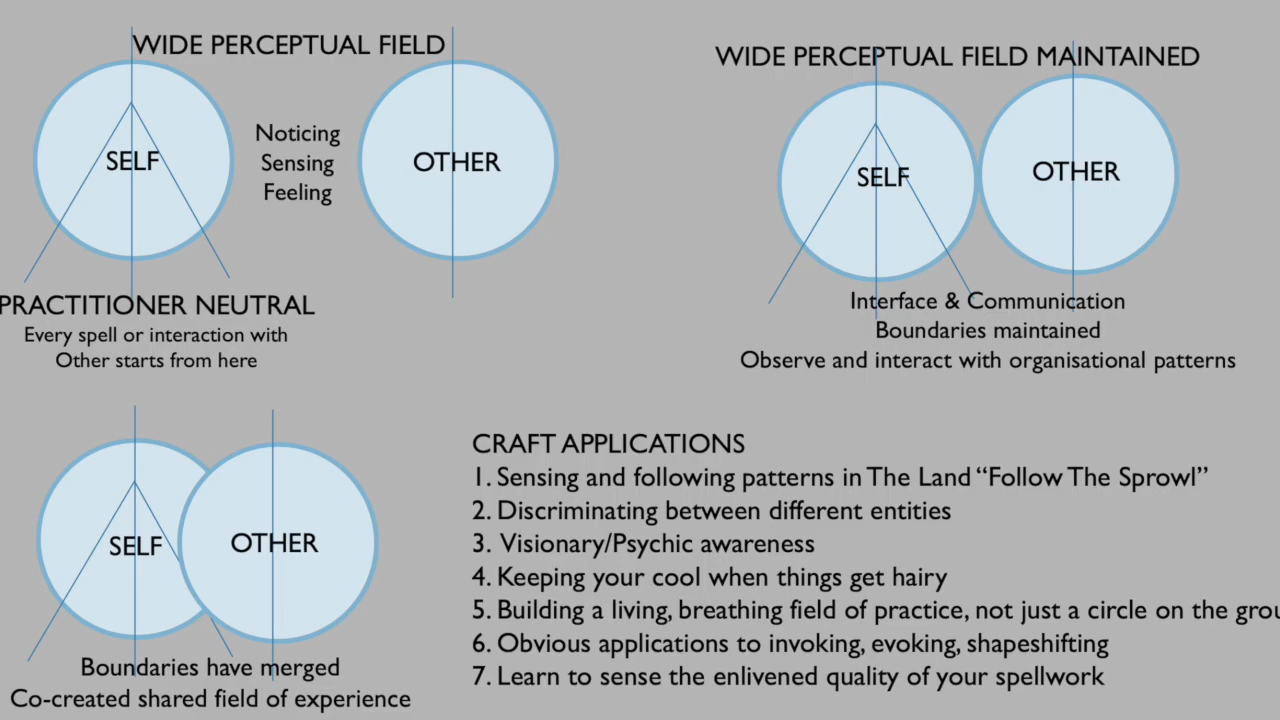 WIDE PERCEPTUAL FIELD
SELF
Noticing
Sensing
Feeling
OTHER
PRACTITIONER NEUTRAL
Every spell or interaction with
Other starts from here
WIDE PERCEPTUAL FIELD MAINTAINED
SELF
OTHER
Interface & Communication
Boundaries maintained
Observe and interact with organisational patterns
SELF
OTHER
Boundaries have merged
Co-created shared field of experience
CRAFT APPLICATIONS
1. Sensing and following patterns in The Land “Follow The Sprowl”
2. Discriminating between different entities
3. Visionary/Psychic awareness
4. Keeping your cool when things get hairy
5. Building a living, breathing field of practice, not just a circle on the
6. Obvious applications to invoking, evoking, shapeshifting
7. Learn to sense the enlivened quality of your spellwork